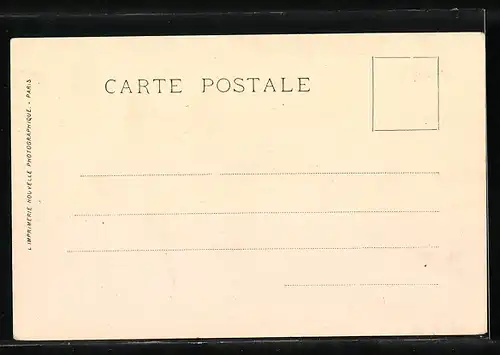 CARTE POSTALE
L'IMPRIMERIE NOUVELLE PHOTOGRAPHIQUE. - PARIS